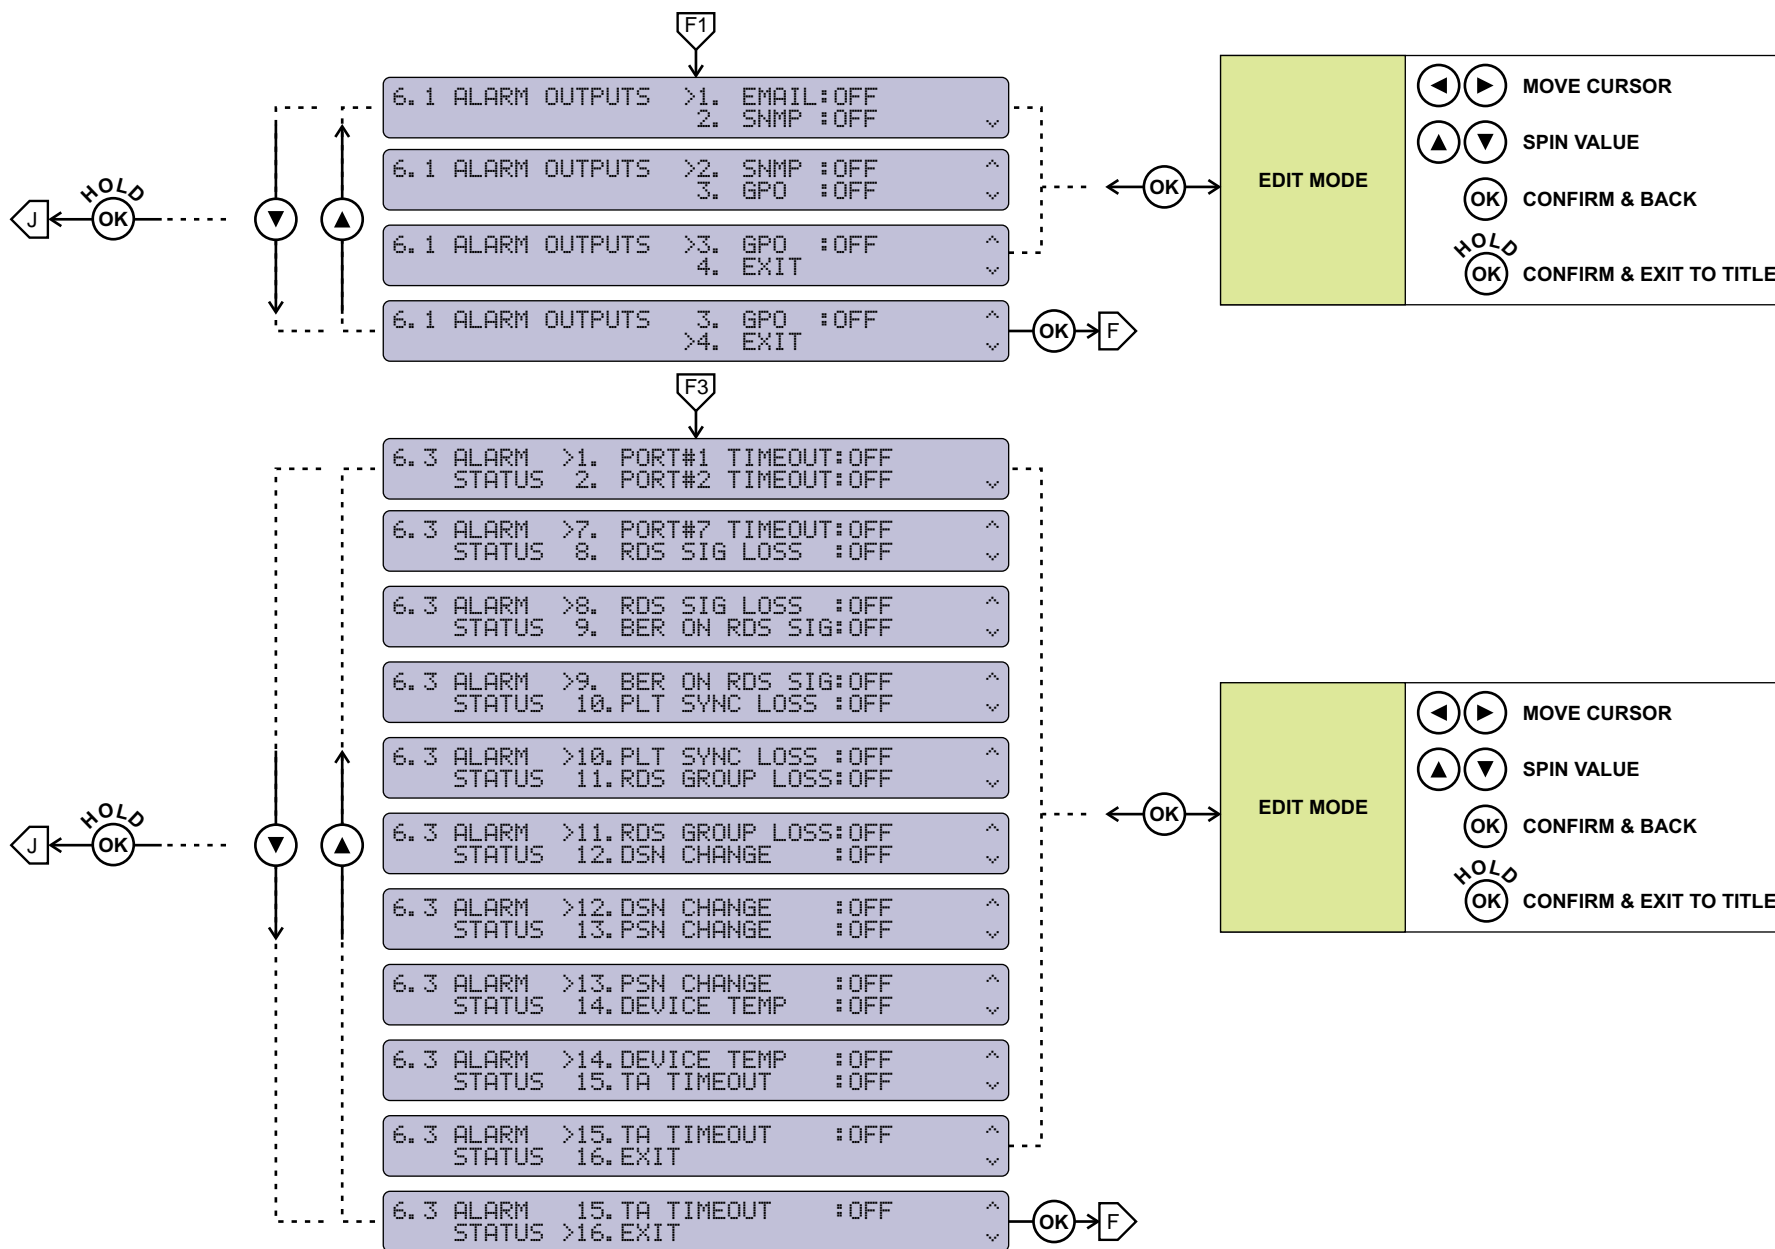 F1
6.1 ALARM OUTPUTS >1. EMAIL:OFF
2. SNMP :OFF
6.1 ALARM OUTPUTS >2. SNMP :OFF
3. GPO :OFF
6.1 ALARM OUTPUTS >3. GPO :OFF
4. EXIT
6.1 ALARM OUTPUTS 3. GPO :OFF
>4. EXIT
J
HOLD
OK
OK
F
OK
EDIT MODE
MOVE CURSOR
SPIN VALUE
OK CONFIRM & BACK
HOLD
OK CONFIRM & EXIT TO TITLE
F3
6.3 ALARM >1. PORT#1 TIMEOUT:OFF
STATUS 2. PORT#2 TIMEOUT:OFF
6.3 ALARM >7. PORT#7 TIMEOUT:OFF
STATUS 8. RDS SIG LOSS :OFF
6.3 ALARM >8. RDS SIG LOSS :OFF
STATUS 9. BER ON RDS SIG:OFF
6.3 ALARM >9. BER ON RDS SIG:OFF
STATUS 10.PLT SYNC LOSS :OFF
6.3 ALARM >10.PLT SYNC LOSS :OFF
STATUS 11.RDS GROUP LOSS:OFF
6.3 ALARM >11.RDS GROUP LOSS:OFF
STATUS 12.DSN CHANGE :OFF
6.3 ALARM >12.DSN CHANGE :OFF
STATUS 13.PSN CHANGE :OFF
6.3 ALARM >13.PSN CHANGE :OFF
STATUS 14.DEVICE TEMP :OFF
6.3 ALARM >14.DEVICE TEMP :OFF
STATUS 15.TA TIMEOUT :OFF
6.3 ALARM >15.TA TIMEOUT :OFF
STATUS 16.EXIT
6.3 ALARM 15.TA TIMEOUT :OFF
STATUS >16.EXIT
J
HOLD
OK
OK
F
OK
EDIT MODE
MOVE CURSOR
SPIN VALUE
OK CONFIRM & BACK
HOLD
OK CONFIRM & EXIT TO TITLE